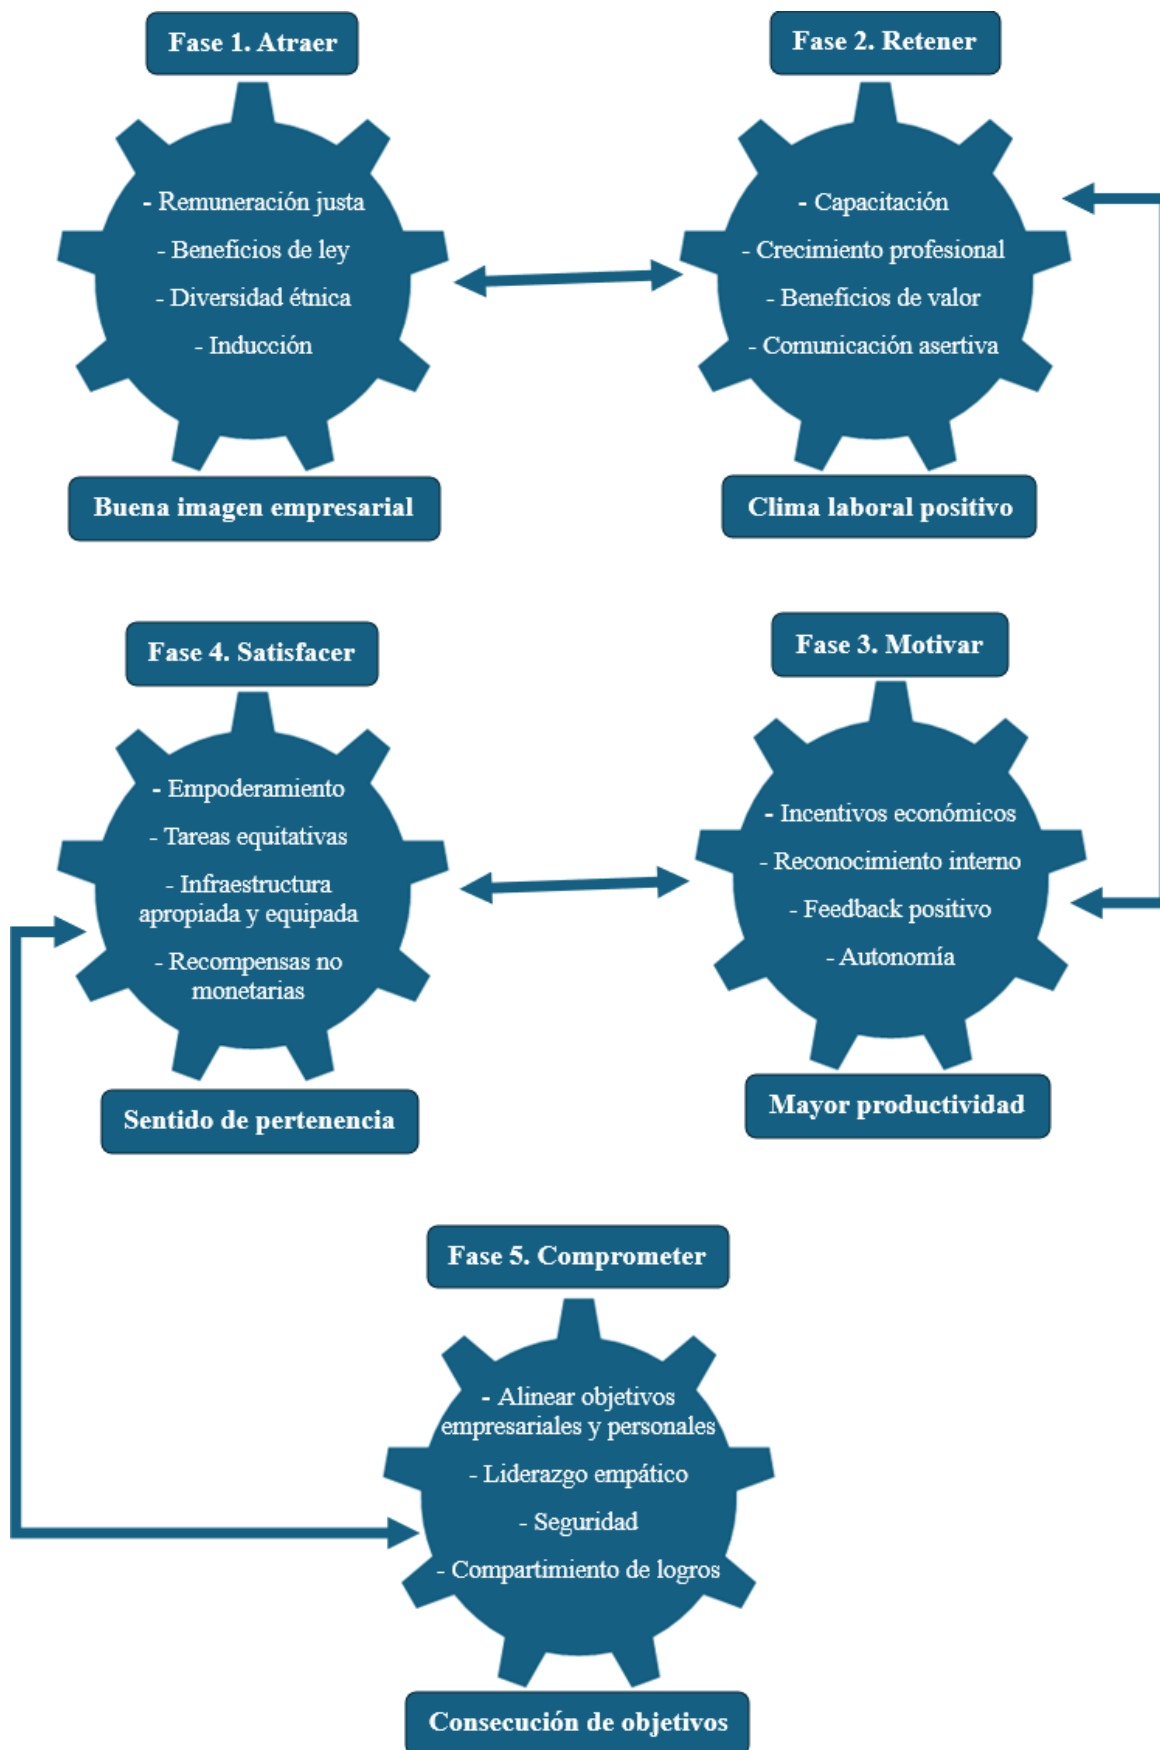 Fase 1. Atraer
- Remuneración justa
- Beneficios de ley
- Diversidad étnica
- Inducción
Buena imagen empresarial
Fase 2. Retener
- Capacitación
- Crecimiento profesional
- Beneficios de valor
- Comunicación asertiva
Clima laboral positivo
Fase 3. Motivar
- Incentivos económicos
- Reconocimiento interno
- Feedback positivo
- Autonomía
Mayor productividad
Fase 4. Satisfacer
- Empoderamiento
- Tareas equitativas
- Infraestructura
apropiada y equipada
- Recompensas no
monetarias
Sentido de pertenencia
Fase 5. Comprometer
- Alinear objetivos
empresariales y personales
- Liderazgo empático
- Seguridad
- Compartimiento de logros
Consecución de objetivos